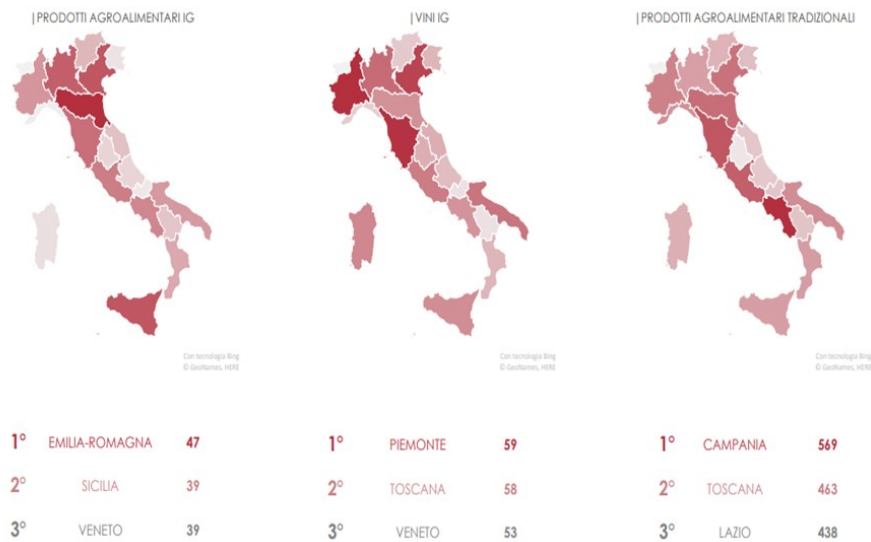 | PRODOTTI AGROALIMENTARI IG
| VINI IG
| PRODOTTI AGROALIMENTARI TRADIZIONALI
Con tecnologia Bing
© GeoNames, HERE
Con tecnologia Bing
© GeoNames, HERE
Con tecnologia Bing
© GeoNames, HERE
1° EMILIA-ROMAGNA 47
2° SICILIA 39
3° VENETO 39
1° PIEMONTE 59
2° TOSCANA 58
3° VENETO 53
1° CAMPANIA 569
2° TOSCANA 463
3° LAZIO 438